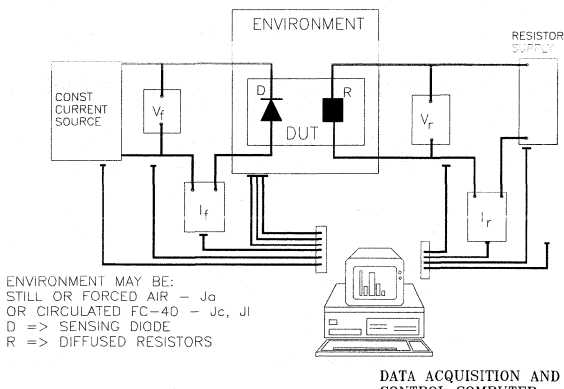 ENVIRONMENT
RESISTOR
SUPPLY
CONST
CURRENT
SOURCE
Vf
D
R
DUT
Vr
If
Ir
ENVIRONMENT MAY BE:
STILL OR FORCED AIR - Ja
OR CIRCULATED FC-40 - Jc, Jl
D => SENSING DIODE
R => DIFFUSED RESISTORS
DATA ACQUISITION AND
CONTROL COMPUTER